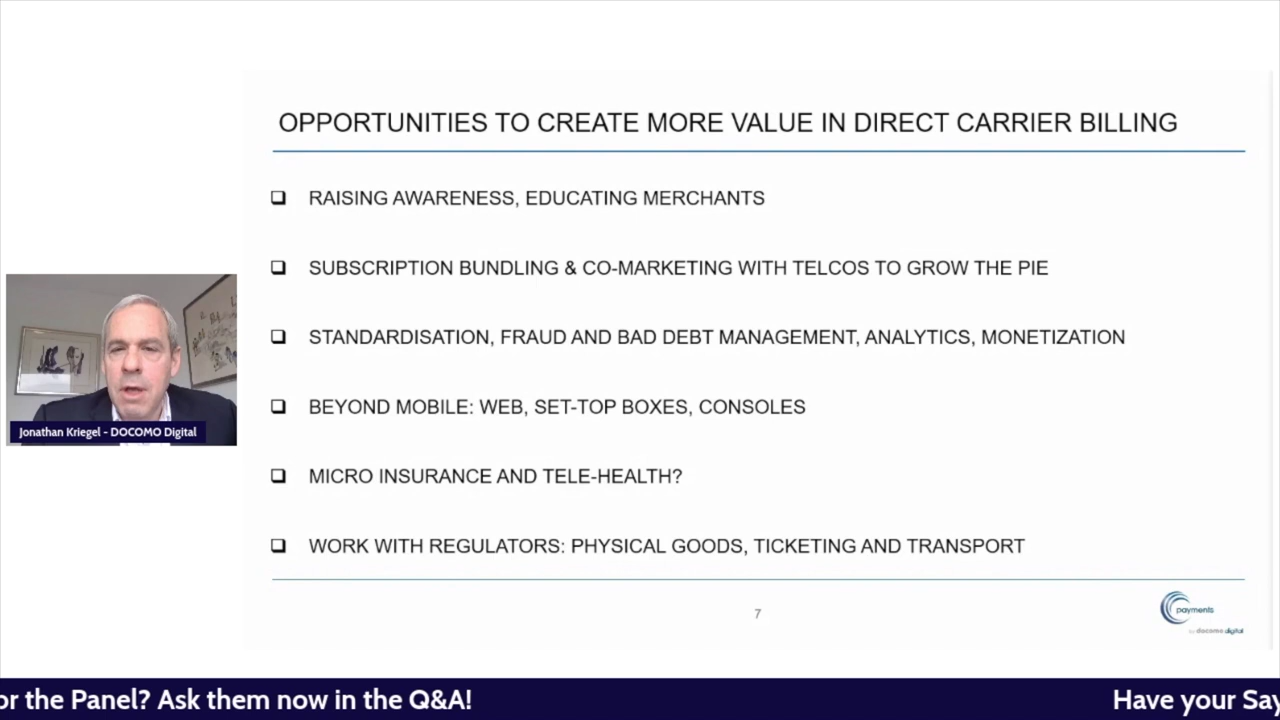 OPPORTUNITIES TO CREATE MORE VALUE IN DIRECT CARRIER BILLING
RAISING AWARENESS, EDUCATING MERCHANTS
SUBSCRIPTION BUNDLING & CO-MARKETING WITH TELCOS TO GROW THE PIE
STANDARDISATION, FRAUD AND BAD DEBT MANAGEMENT, ANALYTICS, MONETIZATION
BEYOND MOBILE: WEB, SET-TOP BOXES, CONSOLES
MICRO INSURANCE AND TELE-HEALTH?
WORK WITH REGULATORS: PHYSICAL GOODS, TICKETING AND TRANSPORT
7
payments
by docomo digital
Jonathan Kriegel - DOCOMO Digital
or the Panel? Ask them now in the Q&A!
Have your Say